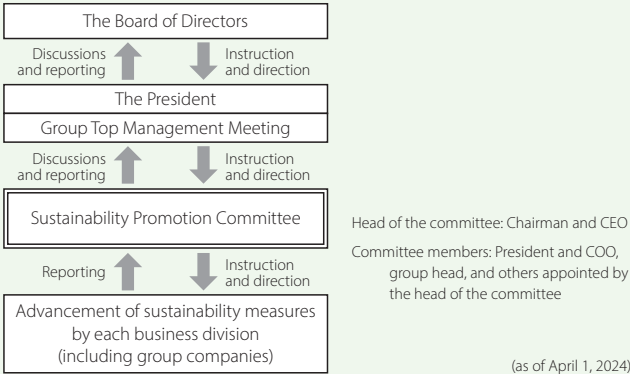 The Board of Directors
Discussions
and reporting
Instruction
and direction
The President
Group Top Management Meeting
Discussions
and reporting
Instruction
and direction
Sustainability Promotion Committee
Head of the committee: Chairman and CEO
Committee members: President and COO,
group head, and others appointed by
the head of the committee
Reporting
Instruction
and direction
Advancement of sustainability measures
by each business division
(including group companies)
(as of April 1, 2024)